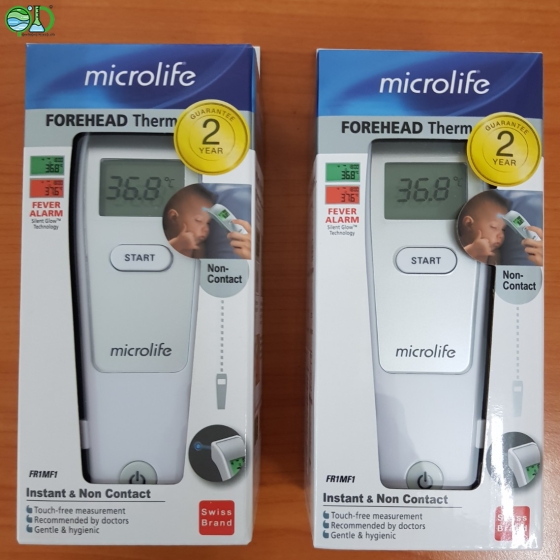 microlife
FOREHEAD Therm
GUARANTEE
2
YEAR
36.8
37.6
FEVER
ALARM
Silent Glow™
Technology
36.8 °C
START
Non-
Contact
microlife
FR1MF1
Instant & Non Contact
Touch-free measurement
Recommended by doctors
Gentle & hygienic
Swiss
Brand
microlife
FOREHEAD Therm
GUARANTEE
2
YEAR
36.8
37.6
FEVER
ALARM
Silent Glow™
Technology
36.8 °C
START
Non-
Contact
microlife
FR1MF1
Instant & Non Contact
Touch-free measurement
Recommended by doctors
Gentle & hygienic
Swiss
Brand